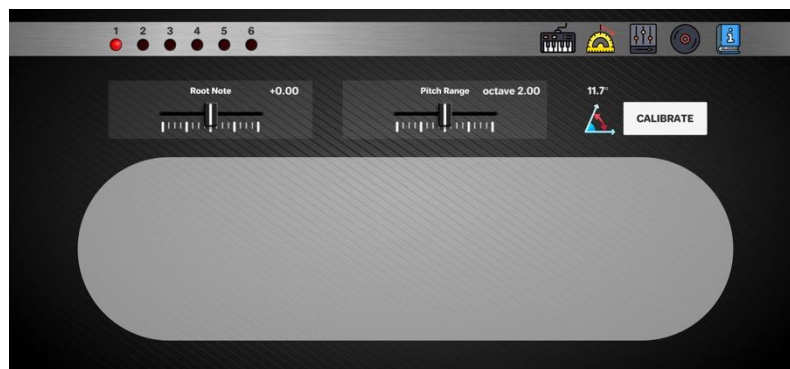 1 2 3 4 5 6
Root Note +0.00
Pitch Range octave 2.00
11.7°
CALIBRATE